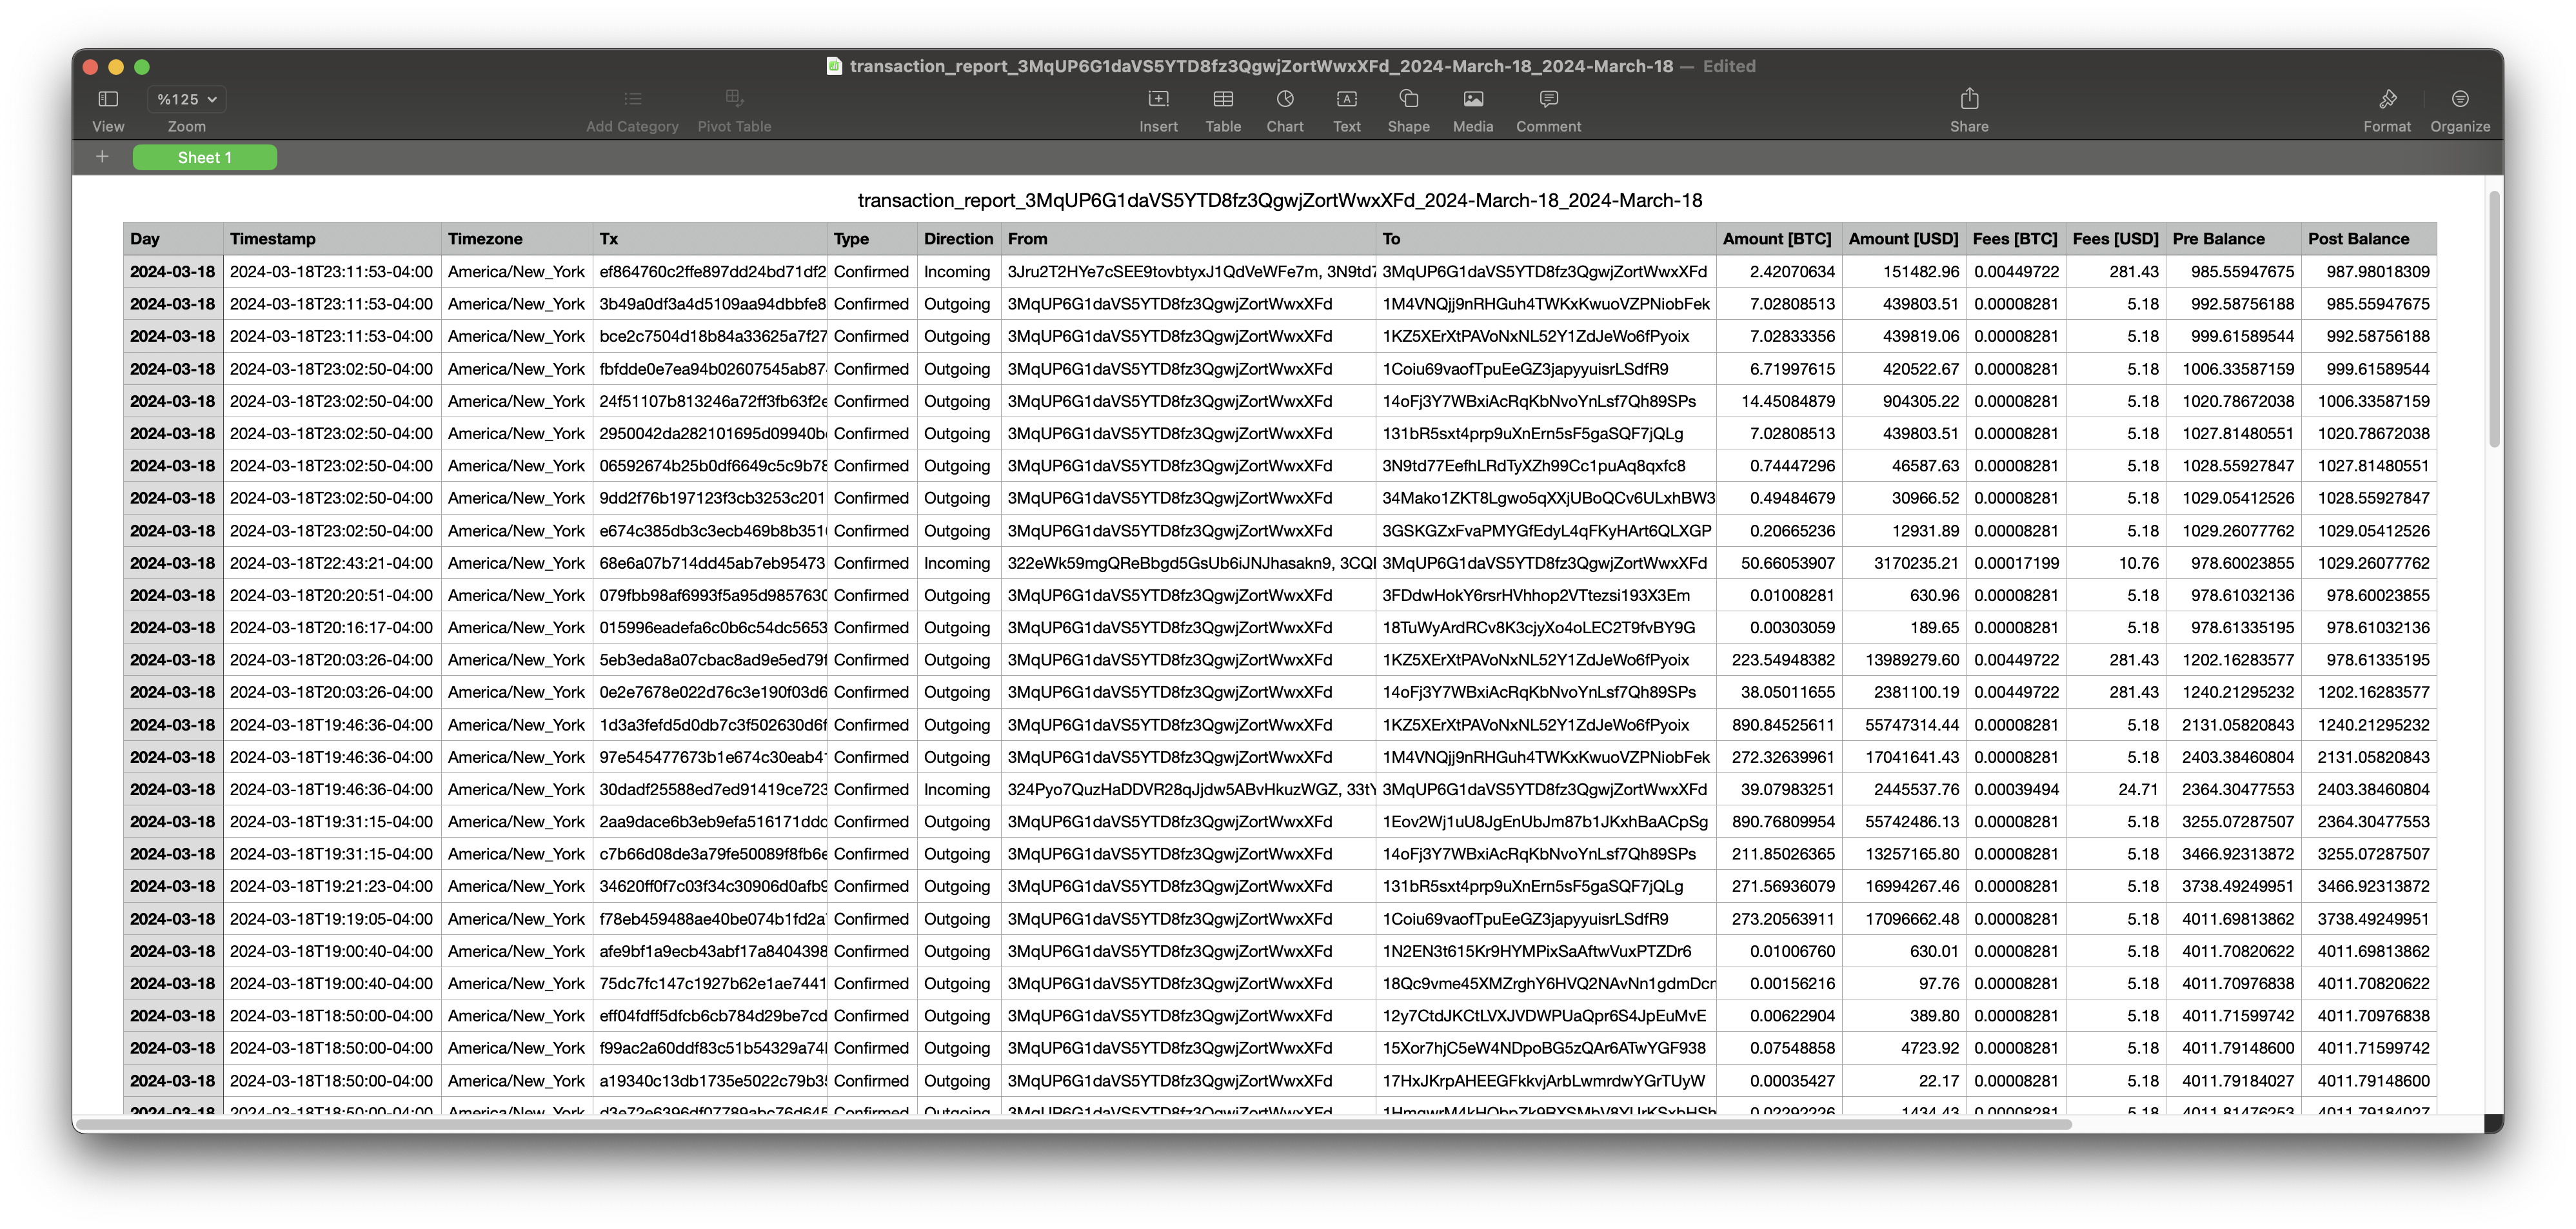 transaction_report_3MqUP6G1daVS5YTD8fz3QgwjZortWwxXFd_2024-March-18_2024-March-18 — Edited
%125
View Zoom Add Category Pivot Table Insert Table Chart Text Shape Media Comment Share Format Organize
Sheet 1
transaction_report_3MqUP6G1daVS5YTD8fz3QgwjZortWwxXFd_2024-March-18_2024-March-18
Day Timestamp Timezone Tx Type Direction From To Amount [BTC] Amount [USD] Fees [BTC] Fees [USD] Pre Balance Post Balance
2024-03-18 2024-03-18T23:11:53-04:00 America/New_York ef864760c2ffe897dd24bd71df2 Confirmed Incoming 3Jru2T2HYe7cSEE9tovbtyxJ1QdVeWFe7m, 3N9td7 3MqUP6G1daVS5YTD8fz3QgwjZortWwxXFd 2.42070634 151482.96 0.00449722 281.43 985.55947675 987.98018309
2024-03-18 2024-03-18T23:11:53-04:00 America/New_York 3b49a0df3a4d5109aa94dbbfe8 Confirmed Outgoing 3MqUP6G1daVS5YTD8fz3QgwjZortWwxXFd 1M4VNQjj9nRHGuh4TWKxKwuoVZPNiobFek 7.02808513 439803.51 0.00008281 5.18 992.58756188 985.55947675
2024-03-18 2024-03-18T23:11:53-04:00 America/New_York bce2c7504d18b84a33625a7f27 Confirmed Outgoing 3MqUP6G1daVS5YTD8fz3QgwjZortWwxXFd 1KZ5XErXtPAVoNxNL52Y1ZdJeWo6fPyoix 7.02833356 439819.06 0.00008281 5.18 999.61589544 992.58756188
2024-03-18 2024-03-18T23:02:50-04:00 America/New_York fbfdde0e7ea94b02607545ab87 Confirmed Outgoing 3MqUP6G1daVS5YTD8fz3QgwjZortWwxXFd 1Coiu69vaofTpuEeGZ3japyyuisrLSdfR9 6.71997615 420522.67 0.00008281 5.18 1006.33587159 999.61589544
2024-03-18 2024-03-18T23:02:50-04:00 America/New_York 24f51107b813246a72ff3fb63f2e Confirmed Outgoing 3MqUP6G1daVS5YTD8fz3QgwjZortWwxXFd 14oFj3Y7WBxiAcRqKbNvoYnLsf7Qh89SPs 14.45084879 904305.22 0.00008281 5.18 1020.78672038 1006.33587159
2024-03-18 2024-03-18T23:02:50-04:00 America/New_York 2950042da282101695d09940b Confirmed Outgoing 3MqUP6G1daVS5YTD8fz3QgwjZortWwxXFd 131bR5sxt4prp9uXnErn5sF5gaSQF7jQLg 7.02808513 439803.51 0.00008281 5.18 1027.81480551 1020.78672038
2024-03-18 2024-03-18T23:02:50-04:00 America/New_York 06592674b25b0df6649c5c9b78 Confirmed Outgoing 3MqUP6G1daVS5YTD8fz3QgwjZortWwxXFd 3N9td77EefhLRdTyXZh99Cc1puAq8qxfc8 0.74447296 46587.63 0.00008281 5.18 1028.55927847 1027.81480551
2024-03-18 2024-03-18T23:02:50-04:00 America/New_York 9dd2f76b197123f3cb3253c201 Confirmed Outgoing 3MqUP6G1daVS5YTD8fz3QgwjZortWwxXFd 34Mako1ZKT8Lgwo5qXXjUBoQCv6ULxhBW3 0.49484679 30966.52 0.00008281 5.18 1029.05412526 1028.55927847
2024-03-18 2024-03-18T23:02:50-04:00 America/New_York e674c385db3c3ecb469b8b351 Confirmed Outgoing 3MqUP6G1daVS5YTD8fz3QgwjZortWwxXFd 3GSKGZxFvaPMYGfEdyL4qFKyHArt6QLXGP 0.20665236 12931.89 0.00008281 5.18 1029.26077762 1029.05412526
2024-03-18 2024-03-18T22:43:21-04:00 America/New_York 68e6a07b714dd45ab7eb95473 Confirmed Incoming 322eWk59mgQReBbgd5GsUb6iJNJhasakn9, 3CQ 3MqUP6G1daVS5YTD8fz3QgwjZortWwxXFd 50.66053907 3170235.21 0.00017199 10.76 978.60023855 1029.26077762
2024-03-18 2024-03-18T20:20:51-04:00 America/New_York 079fbb98af6993f5a95d9857630 Confirmed Outgoing 3MqUP6G1daVS5YTD8fz3QgwjZortWwxXFd 3FDdwHokY6rsrHVhhop2VTtezsi193X3Em 0.01008281 630.96 0.00008281 5.18 978.61032136 978.60023855
2024-03-18 2024-03-18T20:16:17-04:00 America/New_York 015996eadefa6c0b6c54dc5653 Confirmed Outgoing 3MqUP6G1daVS5YTD8fz3QgwjZortWwxXFd 18TuWyArdRCv8K3cjyXo4oLEC2T9fvBY9G 0.00303059 189.65 0.00008281 5.18 978.61335195 978.61032136
2024-03-18 2024-03-18T20:03:26-04:00 America/New_York 5eb3eda8a07cbac8ad9e5ed79f Confirmed Outgoing 3MqUP6G1daVS5YTD8fz3QgwjZortWwxXFd 1KZ5XErXtPAVoNxNL52Y1ZdJeWo6fPyoix 223.54948382 13989279.60 0.00449722 281.43 1202.16283577 978.61335195
2024-03-18 2024-03-18T20:03:26-04:00 America/New_York 0e2e7678e022d76c3e190f03d6 Confirmed Outgoing 3MqUP6G1daVS5YTD8fz3QgwjZortWwxXFd 14oFj3Y7WBxiAcRqKbNvoYnLsf7Qh89SPs 38.05011655 2381100.19 0.00449722 281.43 1240.21295232 1202.16283577
2024-03-18 2024-03-18T19:46:36-04:00 America/New_York 1d3a3fefd5d0db7c3f502630d6f Confirmed Outgoing 3MqUP6G1daVS5YTD8fz3QgwjZortWwxXFd 1KZ5XErXtPAVoNxNL52Y1ZdJeWo6fPyoix 890.84525611 55747314.44 0.00008281 5.18 2131.05820843 1240.21295232
2024-03-18 2024-03-18T19:46:36-04:00 America/New_York 97e545477673b1e674c30eab4 Confirmed Outgoing 3MqUP6G1daVS5YTD8fz3QgwjZortWwxXFd 1M4VNQjj9nRHGuh4TWKxKwuoVZPNiobFek 272.32639961 17041641.43 0.00008281 5.18 2403.38460804 2131.05820843
2024-03-18 2024-03-18T19:46:36-04:00 America/New_York 30dadf25588ed7ed91419ce723 Confirmed Incoming 324Pyo7QuzHaDDVR28qJjdw5ABvHkuzWGZ, 33tY 3MqUP6G1daVS5YTD8fz3QgwjZortWwxXFd 39.07983251 2445537.76 0.00039494 24.71 2364.30477553 2403.38460804
2024-03-18 2024-03-18T19:31:15-04:00 America/New_York 2aa9dace6b3eb9efa516171ddc Confirmed Outgoing 3MqUP6G1daVS5YTD8fz3QgwjZortWwxXFd 1Eov2Wj1uU8JgEnUbJm87b1JKxhBaACpSg 890.76809954 55742486.13 0.00008281 5.18 3255.07287507 2364.30477553
2024-03-18 2024-03-18T19:31:15-04:00 America/New_York c7b66d08de3a79fe50089f8fb6e Confirmed Outgoing 3MqUP6G1daVS5YTD8fz3QgwjZortWwxXFd 14oFj3Y7WBxiAcRqKbNvoYnLsf7Qh89SPs 211.85026365 13257165.80 0.00008281 5.18 3466.92313872 3255.07287507
2024-03-18 2024-03-18T19:21:23-04:00 America/New_York 34620ff0f7c03f34c30906d0afb9 Confirmed Outgoing 3MqUP6G1daVS5YTD8fz3QgwjZortWwxXFd 131bR5sxt4prp9uXnErn5sF5gaSQF7jQLg 271.56936079 16994267.46 0.00008281 5.18 3738.49249951 3466.92313872
2024-03-18 2024-03-18T19:19:05-04:00 America/New_York f78eb459488ae40be074b1fd2a Confirmed Outgoing 3MqUP6G1daVS5YTD8fz3QgwjZortWwxXFd 1Coiu69vaofTpuEeGZ3japyyuisrLSdfR9 273.20563911 17096662.48 0.00008281 5.18 4011.69813862 3738.49249951
2024-03-18 2024-03-18T19:00:40-04:00 America/New_York afe9bf1a9ecb43abf17a8404398 Confirmed Outgoing 3MqUP6G1daVS5YTD8fz3QgwjZortWwxXFd 1N2EN3t615Kr9HYMPixSaAftwVuxPTZDr6 0.01006760 630.01 0.00008281 5.18 4011.70820622 4011.69813862
2024-03-18 2024-03-18T19:00:40-04:00 America/New_York 75dc7fc147c1927b62e1ae7441 Confirmed Outgoing 3MqUP6G1daVS5YTD8fz3QgwjZortWwxXFd 18Qc9vme45XMZrghY6HVQ2NAvNn1gdmDcr 0.00156216 97.76 0.00008281 5.18 4011.70976838 4011.70820622
2024-03-18 2024-03-18T18:50:00-04:00 America/New_York eff04fdff5dfcb6cb784d29be7cd Confirmed Outgoing 3MqUP6G1daVS5YTD8fz3QgwjZortWwxXFd 12y7CtdJKCtLVXJVDWPUaQpr6S4JpEuMvE 0.00622904 389.80 0.00008281 5.18 4011.71599742 4011.70976838
2024-03-18 2024-03-18T18:50:00-04:00 America/New_York f99ac2a60ddf83c51b54329a74 Confirmed Outgoing 3MqUP6G1daVS5YTD8fz3QgwjZortWwxXFd 15Xor7hjC5eW4NDpoBG5zQAr6ATwYGF938 0.07548858 4723.92 0.00008281 5.18 4011.79148600 4011.71599742
2024-03-18 2024-03-18T18:50:00-04:00 America/New_York a19340c13db1735e5022c79b3 Confirmed Outgoing 3MqUP6G1daVS5YTD8fz3QgwjZortWwxXFd 17HxJKrpAHEEGFkkvjArbLwmrdwYGrTUyW 0.00035427 22.17 0.00008281 5.18 4011.79184027 4011.79148600
2024-03-18 2024-03-18T18:50:00-04:00 America/New_York Confirmed Outgoing 3MqUP6G1daVS5YTD8fz3QgwjZortWwxXFd 0.02292226 1434.43 0.00008281 5.18 4011.81476253 4011.79184027